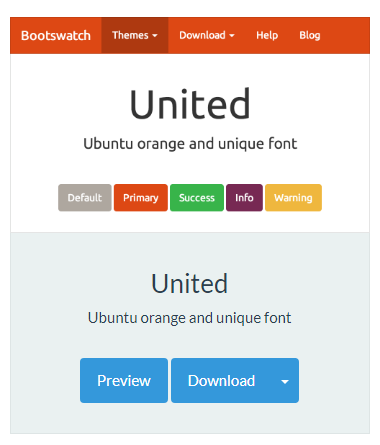 Bootswatch Themes Download Help Blog
United
Ubuntu orange and unique font
Default Primary Success Info Warning
United
Ubuntu orange and unique font
Preview Download